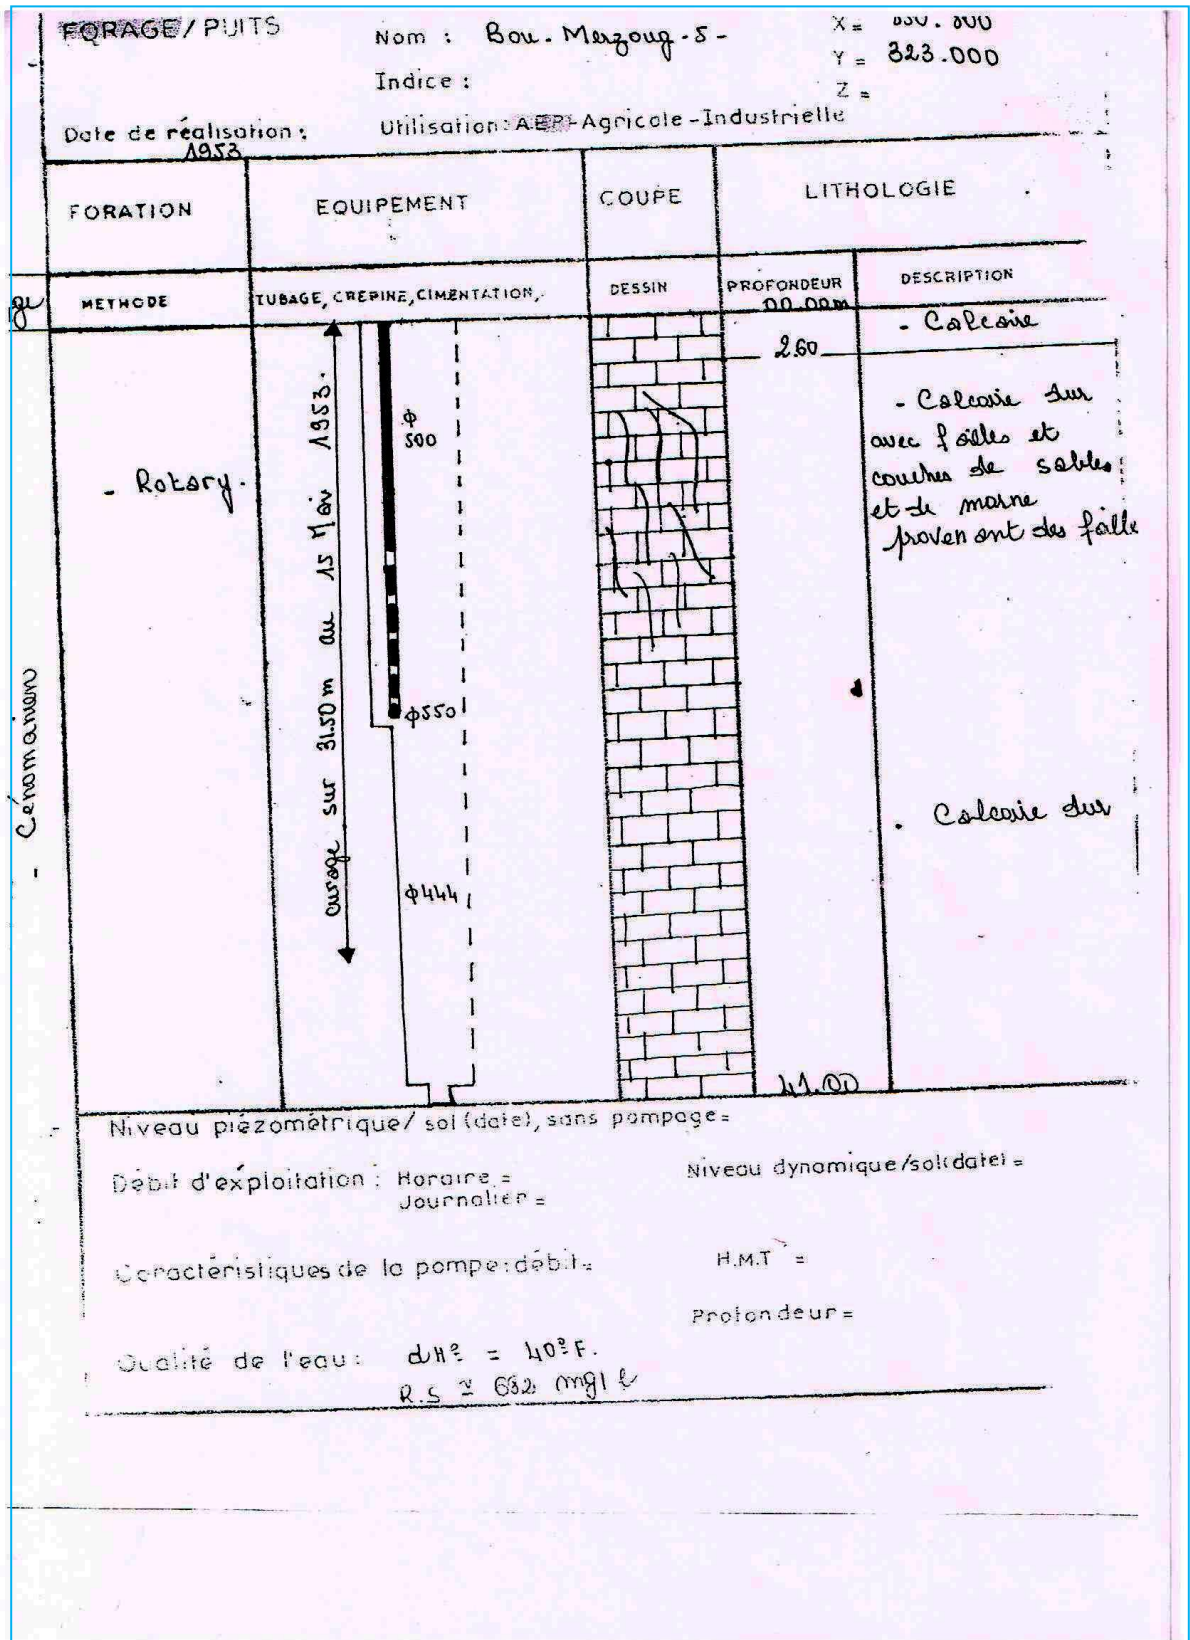 FORAGE/PUITS
Nom : Bou. Merzoug. 5 -
X =
Y = 323.000
Indice :
Z =
Date de réalisation :
1953
Utilisation: AEP-Agricole-Industrielle
FORATION
EQUIPEMENT
COUPE
LITHOLOGIE
METHODE
TUBAGE, CREPINE, CIMENTATION,.
DESSIN
PROFONDEUR
00.00m
DESCRIPTION
- Calcaire
2.60
- Calcaire dur
avec failles et
couches de sables
et de marne
provenant des faille
- Rotary.
curage sur 31.50 m au 15 Mai 1953.
ϕ
500
ϕ550
ϕ444
- Cénomanien
. Calcaire dur
41.00
Niveau piézométrique/ sol (date), sans pompage=
Débit d'exploitation : Horaire =
Journalier =
Niveau dynamique/sol(date) =
Caractéristiques de la pompe:débit=
H.M.T =
Profondeur=
Qualité de l'eau : dH° = 40°F.
R.S ≃ 682 mg/l